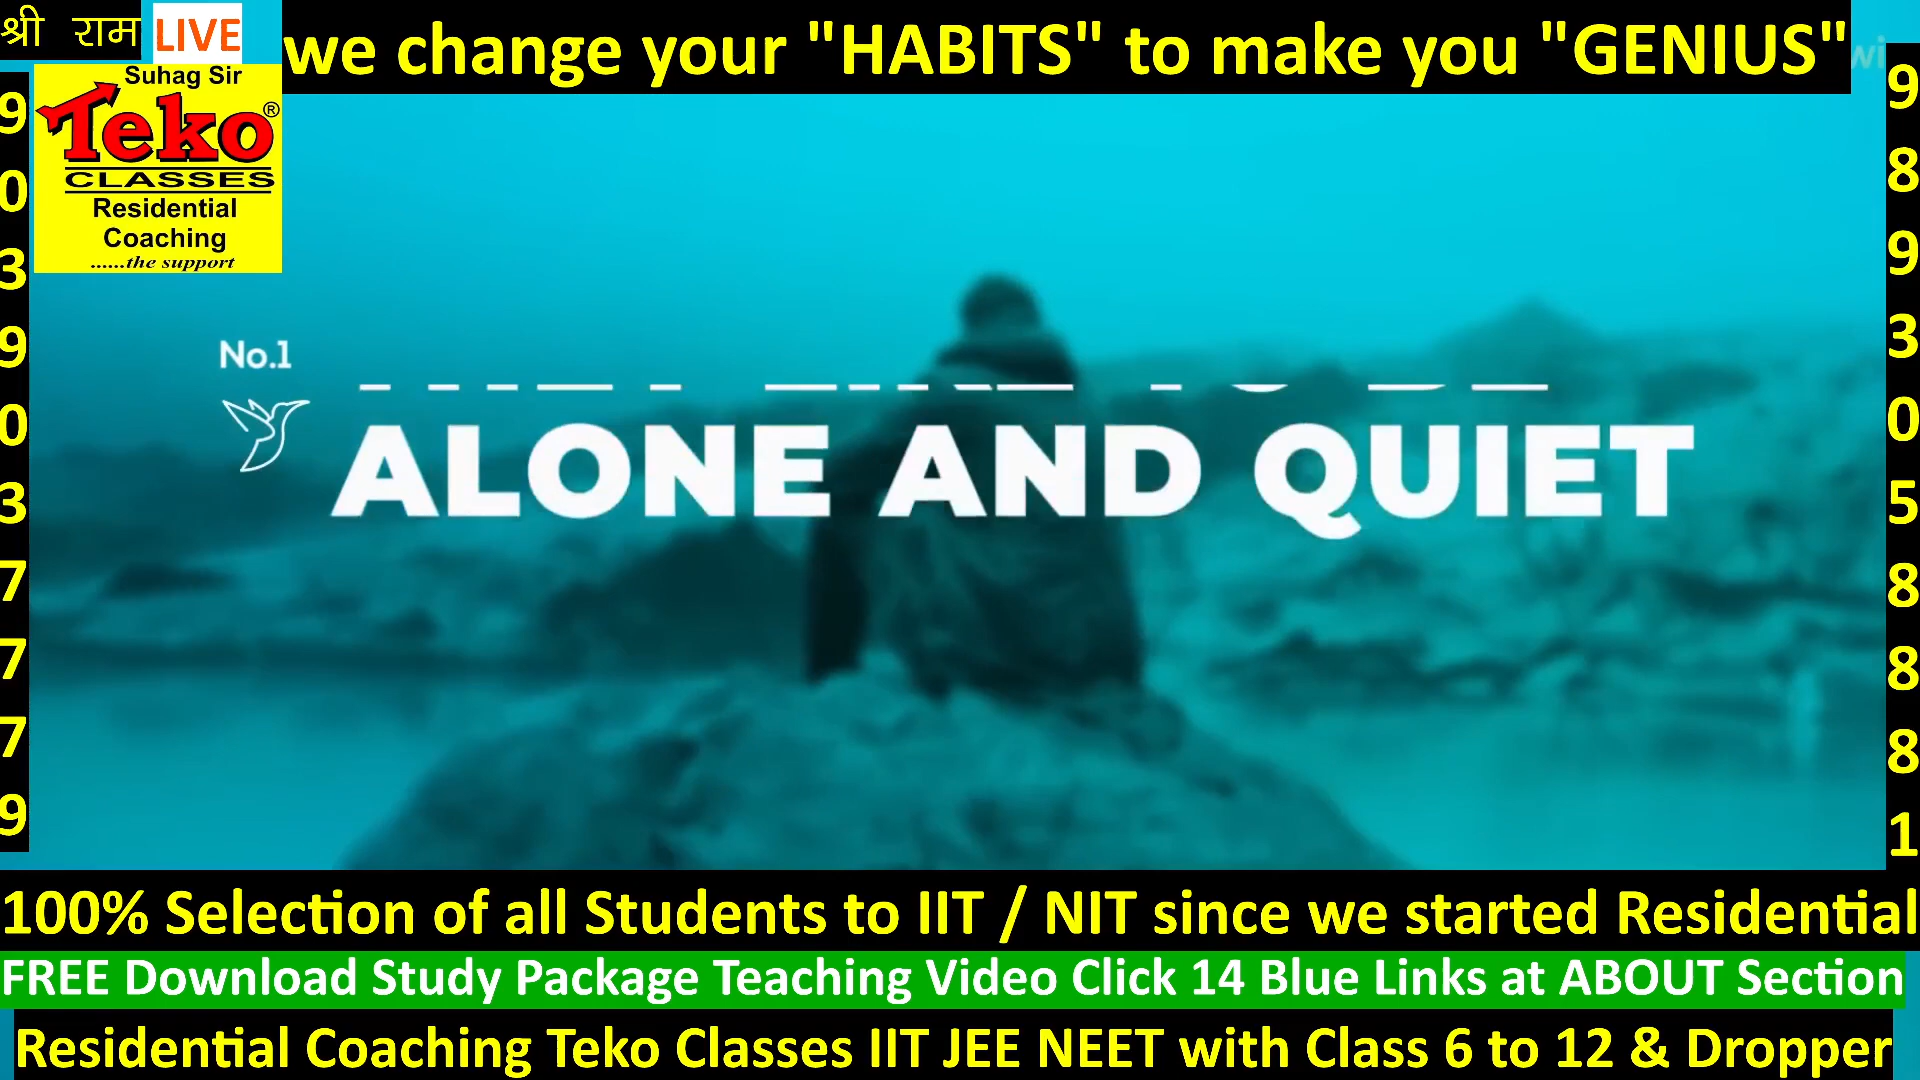 श्री राम
LIVE
we change your "HABITS" to make you "GENIUS"
Suhag Sir
Teko®
CLASSES
Residential
Coaching
......the support
9
0
3
9
0
3
7
7
7
9
9
8
9
3
0
5
8
8
8
1
No.1
ALONE AND QUIET
100% Selection of all Students to IIT / NIT since we started Residential
FREE Download Study Package Teaching Video Click 14 Blue Links at ABOUT Section
Residential Coaching Teko Classes IIT JEE NEET with Class 6 to 12 & Dropper